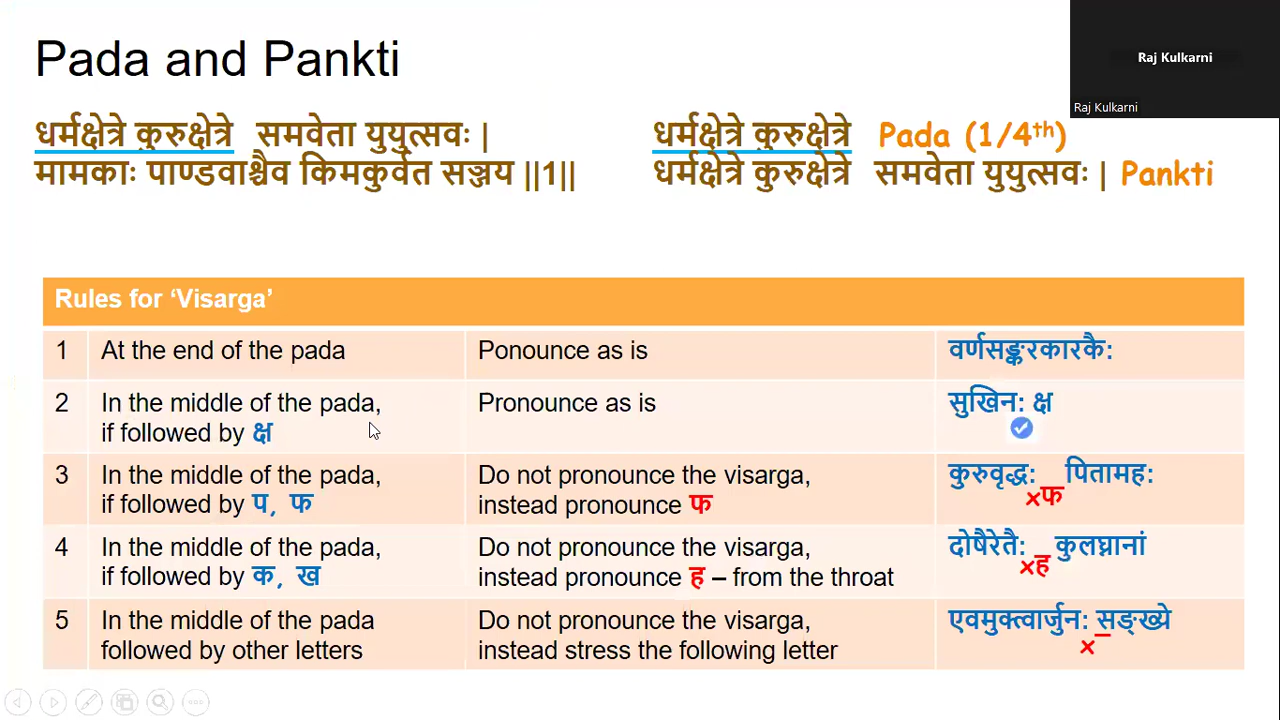 Pada and Pankti
Raj Kulkarni
Raj Kulkarni
धर्मक्षेत्रे कुरुक्षेत्रे समवेता युयुत्सवः |
मामकाः पाण्डवाश्चैव किमकुर्वत सञ्जय ||1||
धर्मक्षेत्रे कुरुक्षेत्रे Pada (1/4th)
धर्मक्षेत्रे कुरुक्षेत्रे समवेता युयुत्सवः | Pankti
Rules for ‘Visarga’
1 At the end of the pada Ponounce as is वर्णसङ्करकारकै:
2 In the middle of the pada, Pronounce as is सुखिन: क्ष
if followed by क्ष
3 In the middle of the pada, Do not pronounce the visarga, कुरुवृद्ध: पितामह:
if followed by प, फ instead pronounce फ ×फ
4 In the middle of the pada, Do not pronounce the visarga, दोषैरेतै: कुलघ्नानां
if followed by क, ख instead pronounce ह – from the throat ×ह
5 In the middle of the pada Do not pronounce the visarga, एवमुक्त्वार्जुन: सङ्ख्ये
followed by other letters instead stress the following letter ×